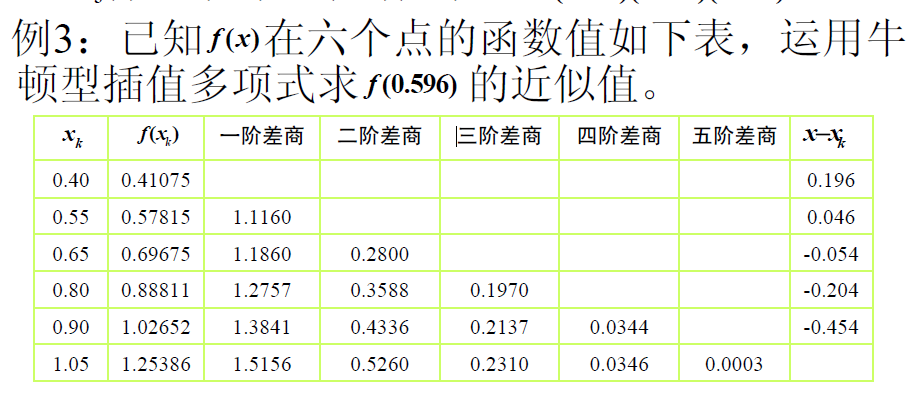 例3：已知f(x)在六个点的函数值如下表，运用牛
顿型插值多项式求f(0.596)的近似值。
xk f(xk) 一阶差商 二阶差商 三阶差商 四阶差商 五阶差商 x−xk
0.40 0.41075 0.196
0.55 0.57815 1.1160 0.046
0.65 0.69675 1.1860 0.2800 -0.054
0.80 0.88811 1.2757 0.3588 0.1970 -0.204
0.90 1.02652 1.3841 0.4336 0.2137 0.0344 -0.454
1.05 1.25386 1.5156 0.5260 0.2310 0.0346 0.0003